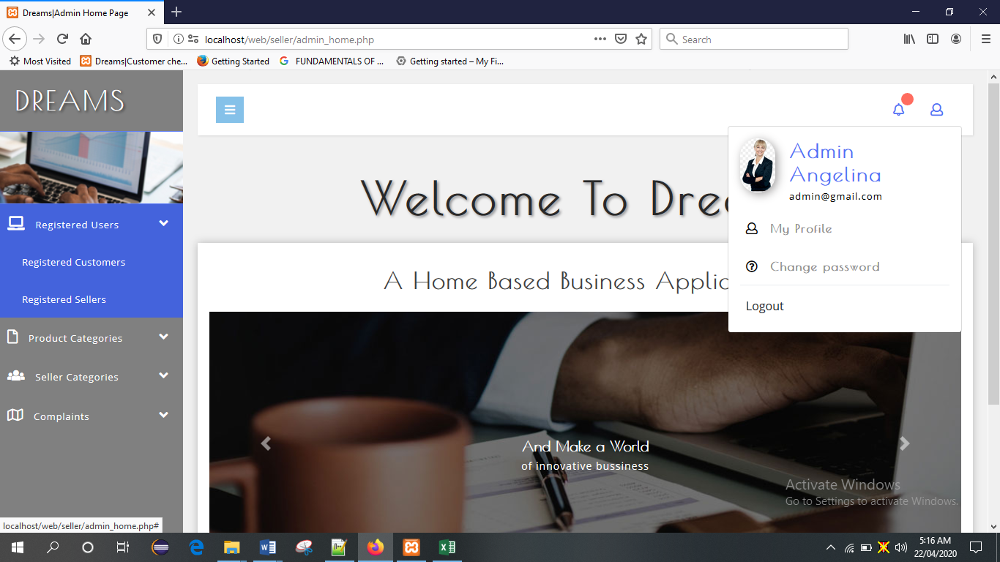 Dreams|Admin Home Page
localhost/web/seller/admin_home.php
Search
Most Visited
Dreams|Customer che...
Getting Started
FUNDAMENTALS OF ...
Getting started – My Fi...
DREAMS
Registered Users
Registered Customers
Registered Sellers
Product Categories
Seller Categories
Complaints
Welcome To Drea
A Home Based Business Applic
Admin
Angelina
admin@gmail.com
My Profile
Change password
Logout
And Make a World
of innovative bussiness
Activate Windows
Go to Settings to activate Windows.
localhost/web/seller/admin_home.php#
5:16 AM
22/04/2020